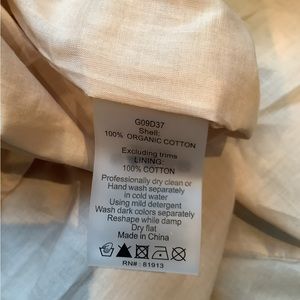 G09D37
Shell:
100% ORGANIC COTTON
Excluding trims
LINING:
100% COTTON
Professionally dry clean or
Hand wash separately
in cold water
Using mild detergent
Wash dark colors separately
Reshape while damp
Dry flat
Made in China
RN#: 81913